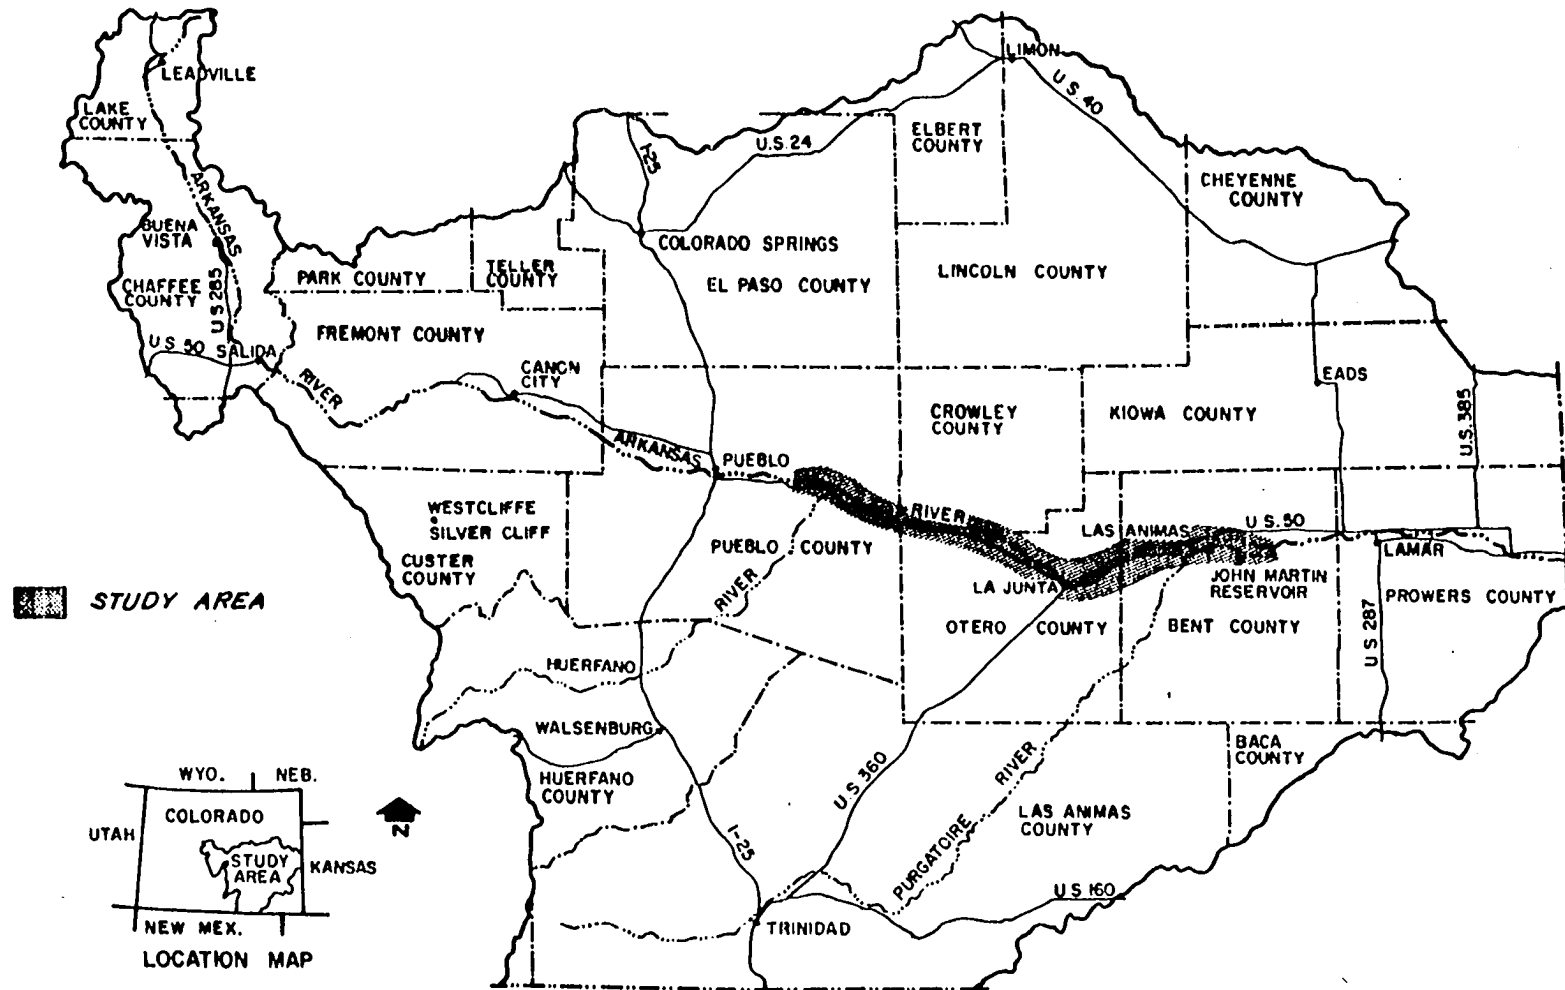 LEADVILLE
LAKE
COUNTY
ARKANSAS
BUENA
VISTA
CHAFFEE
COUNTY
U S 285
U S 50
SALIDA
PARK COUNTY
TELLER
COUNTY
FREMONT COUNTY
RIVER
CANON
CITY
ARKANSAS
I-25
U.S. 24
COLORADO SPRINGS
EL PASO COUNTY
LIMON
U S 40
ELBERT
COUNTY
LINCOLN COUNTY
CHEYENNE
COUNTY
CROWLEY
COUNTY
KIOWA COUNTY
EADS
U.S. 385
PUEBLO
RIVER
LAS ANIMAS
U S.50
LAMAR
JOHN MARTIN
RESERVOIR
PROWERS COUNTY
WESTCLIFFE
SILVER CLIFF
CUSTER
COUNTY
PUEBLO COUNTY
RIVER
LA JUNTA
OTERO COUNTY
BENT COUNTY
U S 287
STUDY AREA
HUERFANO
WALSENBURG
HUERFANO
COUNTY
I-25
U S 360
RIVER
PURGATOIRE
BACA
COUNTY
LAS ANIMAS
COUNTY
U S 160
TRINIDAD
WYO. NEB.
COLORADO
UTAH
STUDY
AREA
KANSAS
NEW MEX.
LOCATION MAP
N